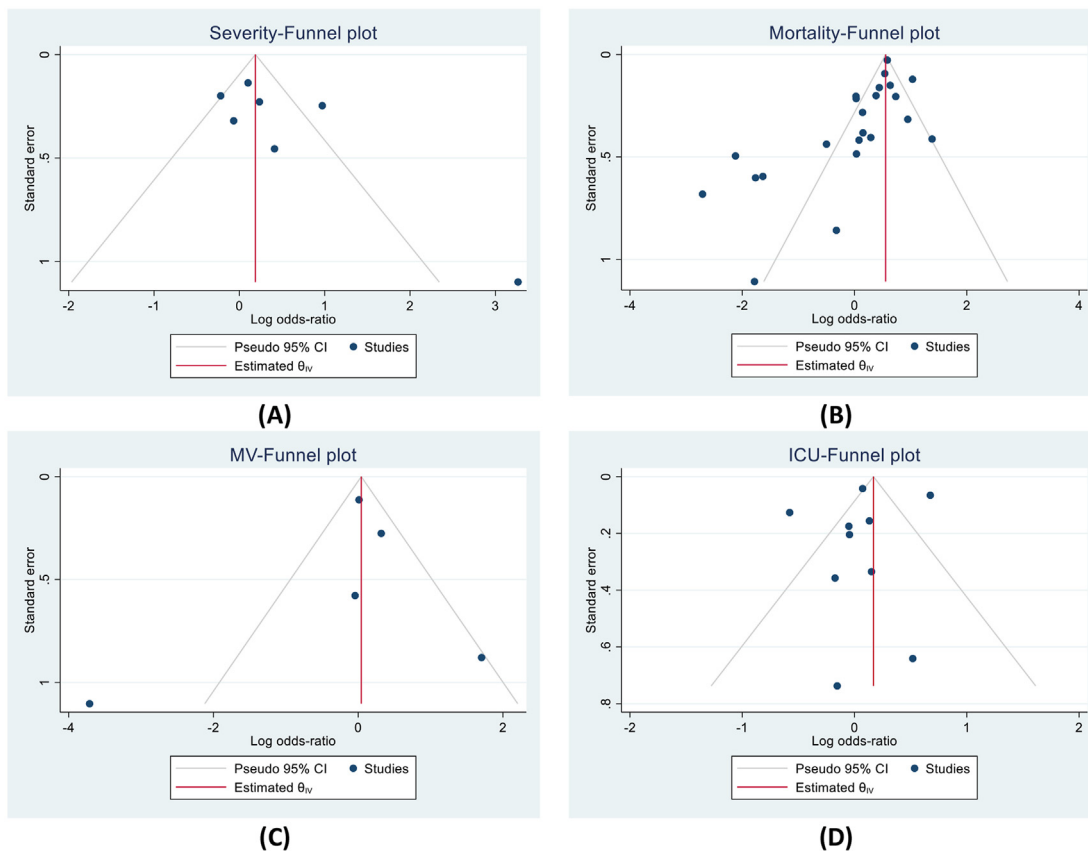 Severity-Funnel plot
Standard error
0
.5
1
-2
-1
0
1
2
3
Log odds-ratio
Pseudo 95% CI
Studies
Estimated θIV
(A)
Mortality-Funnel plot
Standard error
0
.5
1
-4
-2
0
2
4
Log odds-ratio
Pseudo 95% CI
Studies
Estimated θIV
(B)
MV-Funnel plot
Standard error
0
.5
1
-4
-2
0
2
Log odds-ratio
Pseudo 95% CI
Studies
Estimated θIV
(C)
ICU-Funnel plot
Standard error
0
.2
.4
.6
.8
-2
-1
0
1
2
Log odds-ratio
Pseudo 95% CI
Studies
Estimated θIV
(D)